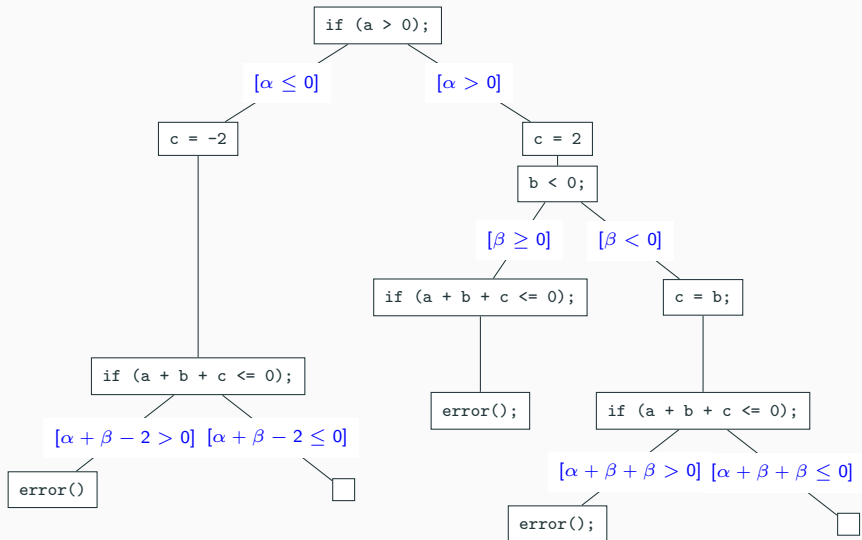 if (a > 0);
[α ≤ 0]
[α > 0]
c = -2
c = 2
b < 0;
[β ≥ 0]
[β < 0]
if (a + b + c <= 0);
c = b;
if (a + b + c <= 0);
error();
if (a + b + c <= 0);
[α + β − 2 > 0]
[α + β − 2 ≤ 0]
[α + β + β > 0]
[α + β + β ≤ 0]
error()
error();